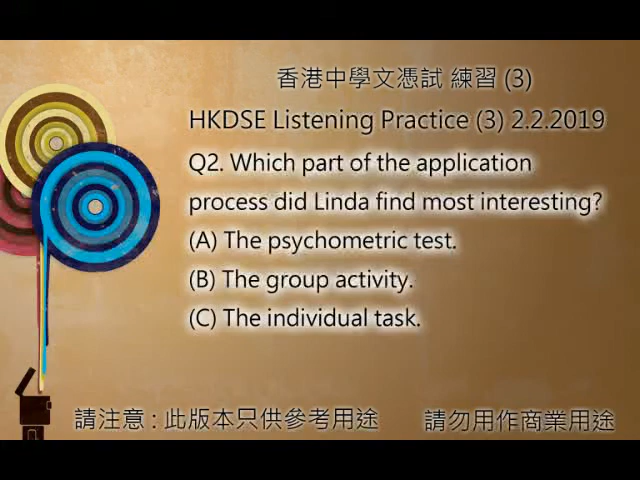 香港中學文憑試 練習 (3)
HKDSE Listening Practice (3) 2.2.2019
Q2. Which part of the application
process did Linda find most interesting?
(A) The psychometric test.
(B) The group activity.
(C) The individual task.
請注意 : 此版本只供參考用途 請勿用作商業用途